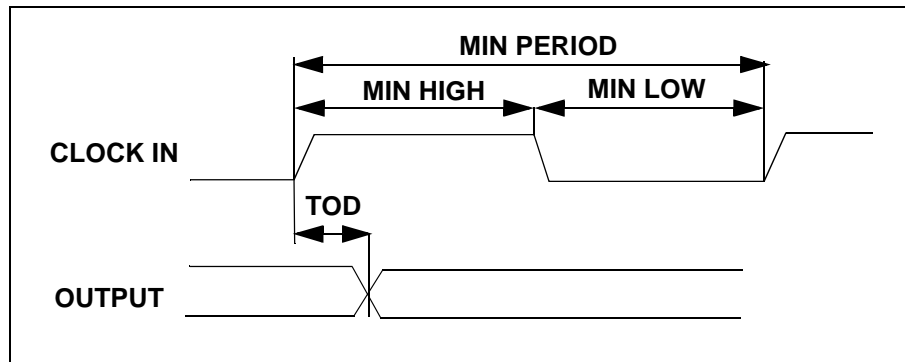 MIN PERIOD
MIN HIGH
MIN LOW
CLOCK IN
TOD
OUTPUT